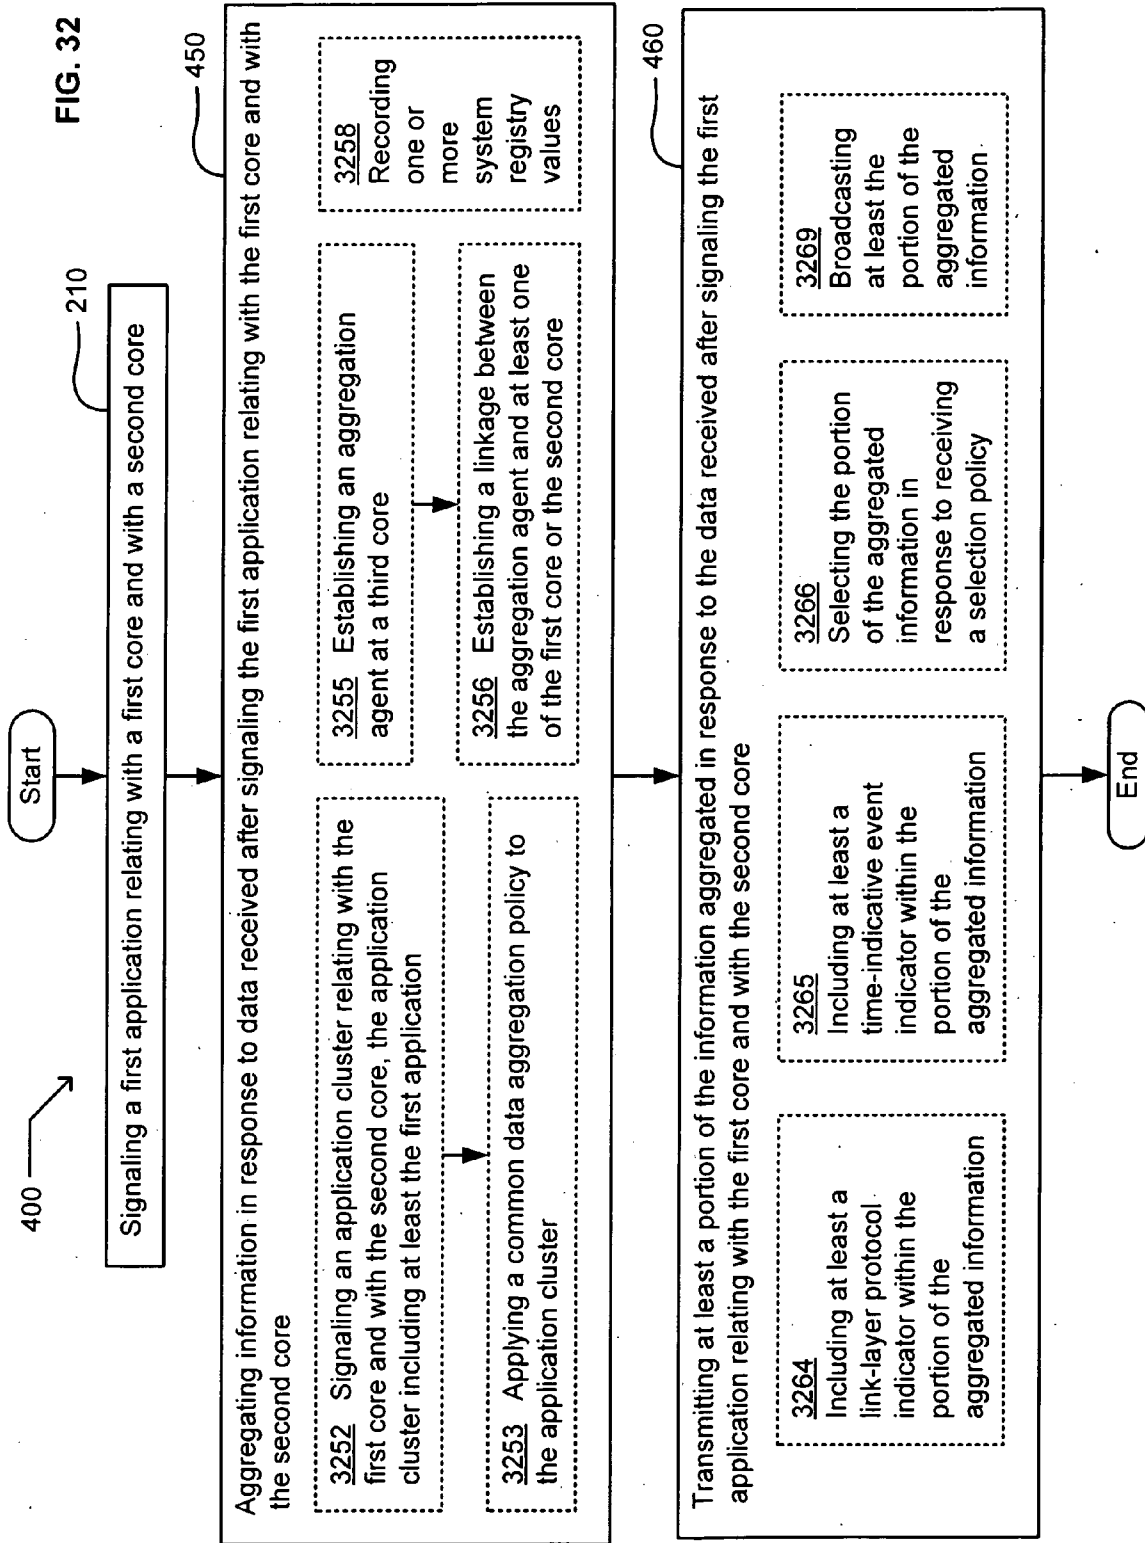 FIG. 32
400
Start
210
Signaling a first application relating with a first core and with a second core
450
Aggregating information in response to data received after signaling the first application relating with the first core and with
the second core
3252 Signaling an application cluster relating with the
first core and with the second core, the application
cluster including at least the first application
3253 Applying a common data aggregation policy to
the application cluster
3255 Establishing an aggregation
agent at a third core
3256 Establishing a linkage between
the aggregation agent and at least one
of the first core or the second core
3258
Recording
one or
more
system
registry
values
460
Transmitting at least a portion of the information aggregated in response to the data received after signaling the first
application relating with the first core and with the second core
3264
Including at least a
link-layer protocol
indicator within the
portion of the
aggregated information
3265
Including at least a
time-indicative event
indicator within the
portion of the
aggregated information
3266
Selecting the portion
of the aggregated
information in
response to receiving
a selection policy
3269
Broadcasting
at least the
portion of the
aggregated
information
End